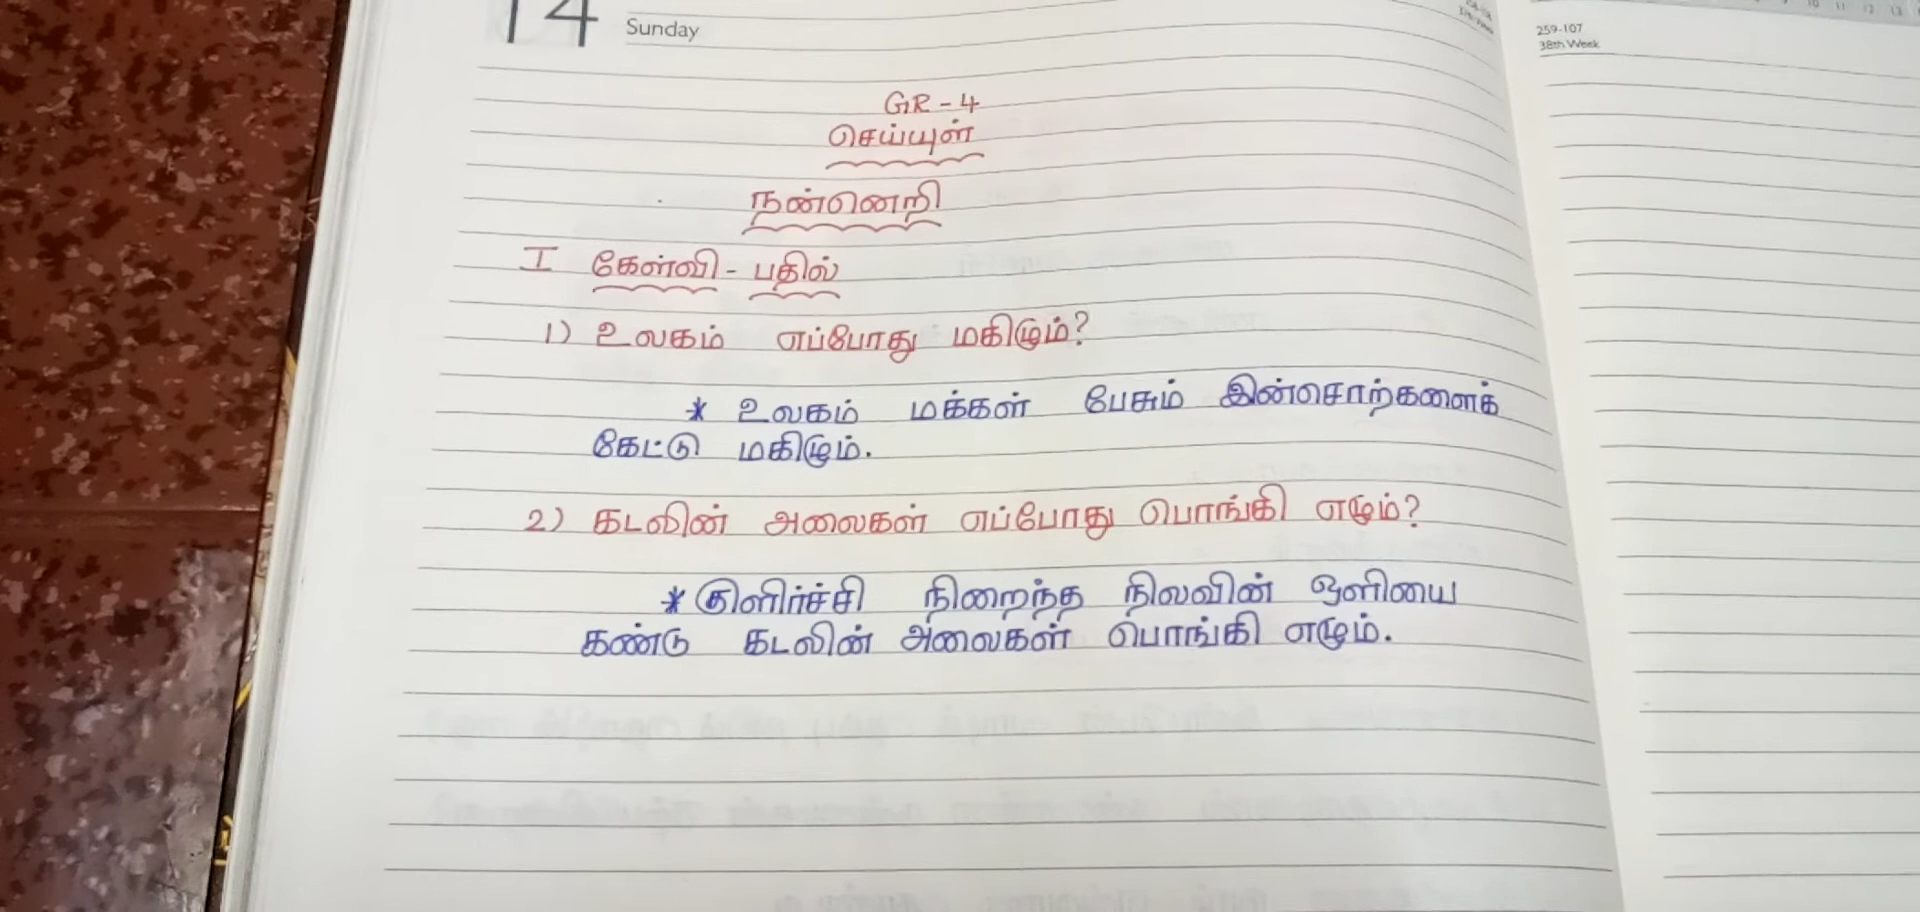 14 Sunday
259-107
38th Week
GR - 4
செய்யுள்
நன்னெறி
I கேள்வி - பதில்
1) உலகம் எப்போது மகிழும்?
* உலகம் மக்கள் பேசும் இன்சொற்களைக்
கேட்டு மகிழும்.
2) கடலின் அலைகள் எப்போது பொங்கி எழும்?
* குளிர்ச்சி நிறைந்த நிலவின் ஒளியை
கண்டு கடலின் அலைகள் பொங்கி எழும்.